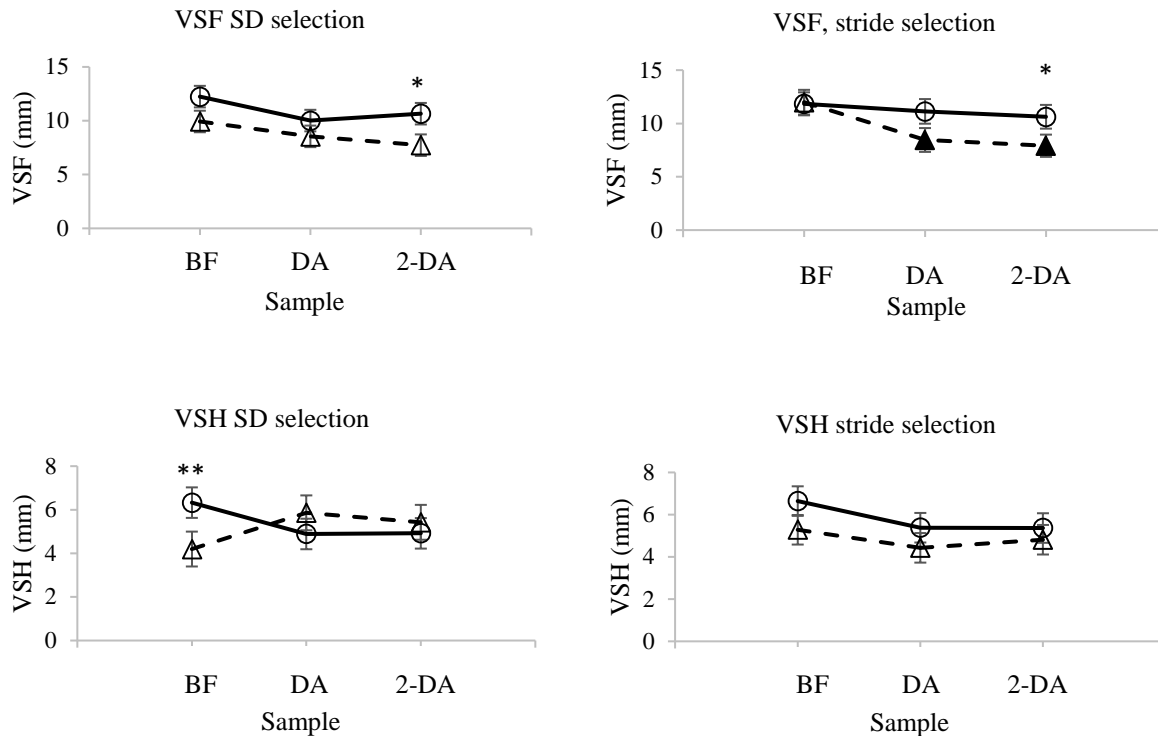 VSF SD selection
15
10
5
0
VSF (mm)
*
BF DA 2-DA
Sample
VSF, stride selection
15
10
5
0
VSF (mm)
*
BF DA 2-DA
Sample
VSH SD selection
8
6
4
2
0
VSH (mm)
**
BF DA 2-DA
Sample
VSH stride selection
8
6
4
2
0
VSH (mm)
BF DA 2-DA
Sample